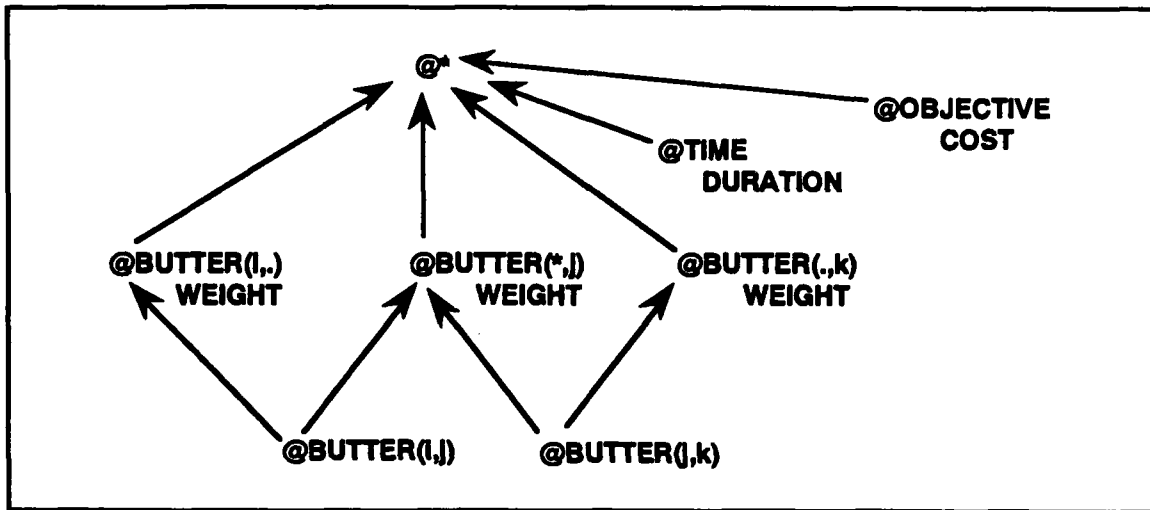 @*
@OBJECTIVE
COST
@TIME
DURATION
@BUTTER(i,.)
WEIGHT
@BUTTER(*,j)
WEIGHT
@BUTTER(.,k)
WEIGHT
@BUTTER(i,j)
@BUTTER(j,k)